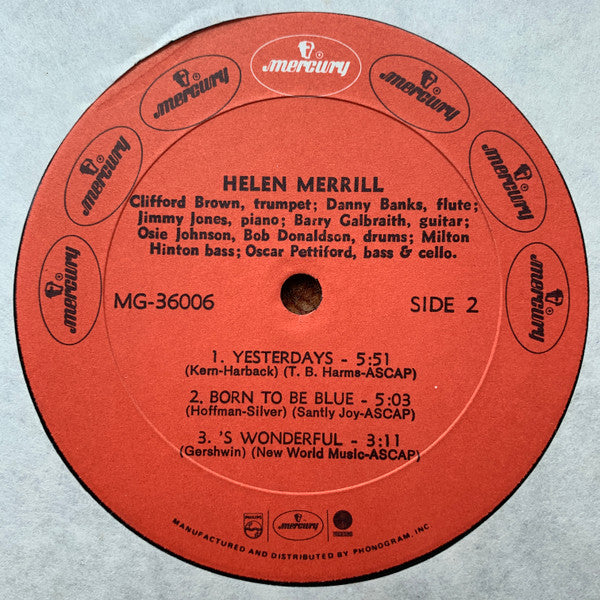 mercury
mercury
mercury
mercury
mercury
mercury
mercury
HELEN MERRILL
Clifford Brown, trumpet; Danny Banks, flute;
Jimmy Jones, piano; Barry Galbraith, guitar;
Osie Johnson, Bob Donaldson, drums; Milton
Hinton bass; Oscar Pettiford, bass & cello.
MG-36006 SIDE 2
1. YESTERDAYS - 5:51
(Kern-Harback) (T. B. Harms-ASCAP)
2. BORN TO BE BLUE - 5:03
(Hoffman-Silver) (Santly Joy-ASCAP)
3. 'S WONDERFUL - 3:11
(Gershwin) (New World Music-ASCAP)
PHILIPS mercury
MANUFACTURED AND DISTRIBUTED BY PHONOGRAM, INC.